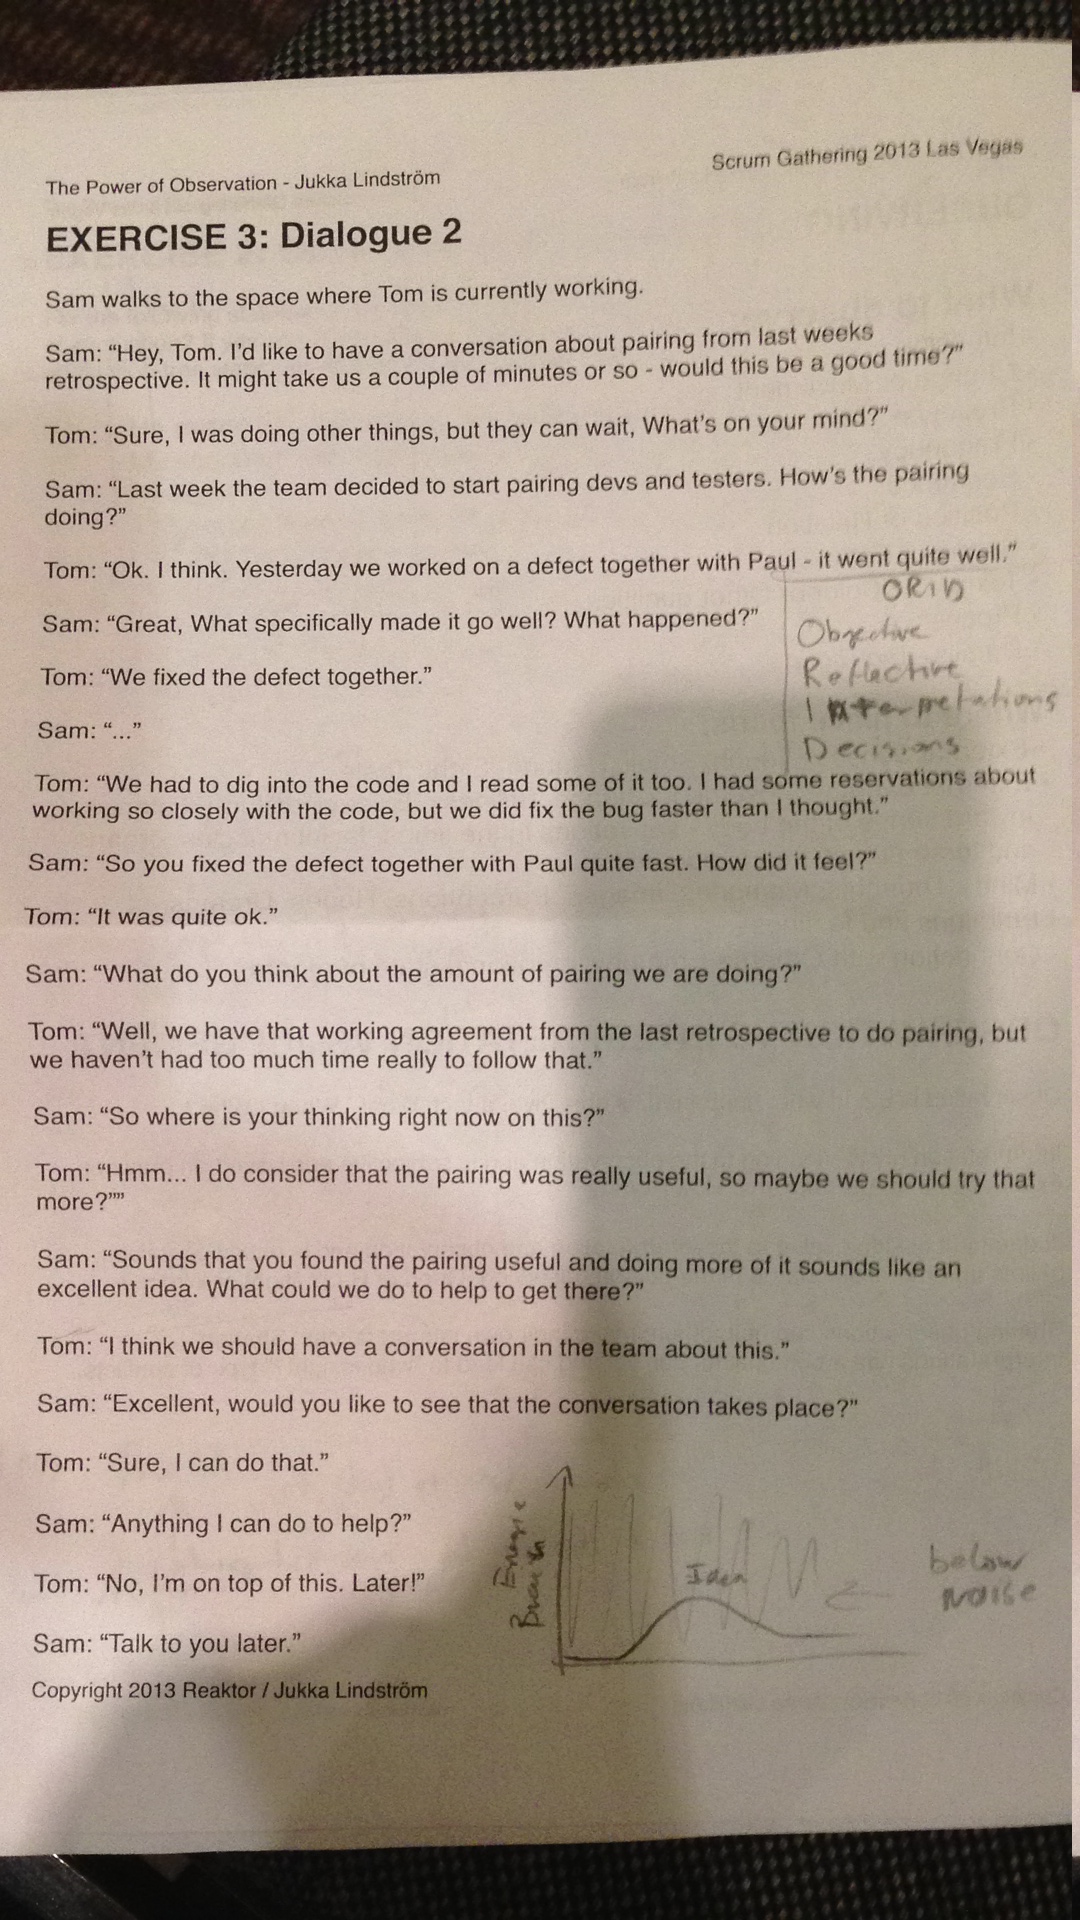 Scrum Gathering 2013 Las Vegas
The Power of Observation - Jukka Lindström
EXERCISE 3: Dialogue 2
Sam walks to the space where Tom is currently working.
Sam: “Hey, Tom. I’d like to have a conversation about pairing from last weeks
retrospective. It might take us a couple of minutes or so - would this be a good time?”
Tom: “Sure, I was doing other things, but they can wait, What’s on your mind?”
Sam: “Last week the team decided to start pairing devs and testers. How’s the pairing
doing?”
Tom: “Ok. I think. Yesterday we worked on a defect together with Paul - it went quite well.”
ORID
Sam: “Great, What specifically made it go well? What happened?”
Objective
Tom: “We fixed the defect together.”
Reflective
Interpretations
Sam: “...”
Decisions
Tom: “We had to dig into the code and I read some of it too. I had some reservations about
working so closely with the code, but we did fix the bug faster than I thought.”
Sam: “So you fixed the defect together with Paul quite fast. How did it feel?”
Tom: “It was quite ok.”
Sam: “What do you think about the amount of pairing we are doing?”
Tom: “Well, we have that working agreement from the last retrospective to do pairing, but
we haven’t had too much time really to follow that.”
Sam: “So where is your thinking right now on this?”
Tom: “Hmm... I do consider that the pairing was really useful, so maybe we should try that
more?””
Sam: “Sounds that you found the pairing useful and doing more of it sounds like an
excellent idea. What could we do to help to get there?”
Tom: “I think we should have a conversation in the team about this.”
Sam: “Excellent, would you like to see that the conversation takes place?”
Tom: “Sure, I can do that.”
Sam: “Anything I can do to help?”
Tom: “No, I’m on top of this. Later!”
Idea
below
noise
Sam: “Talk to you later.”
Copyright 2013 Reaktor / Jukka Lindström